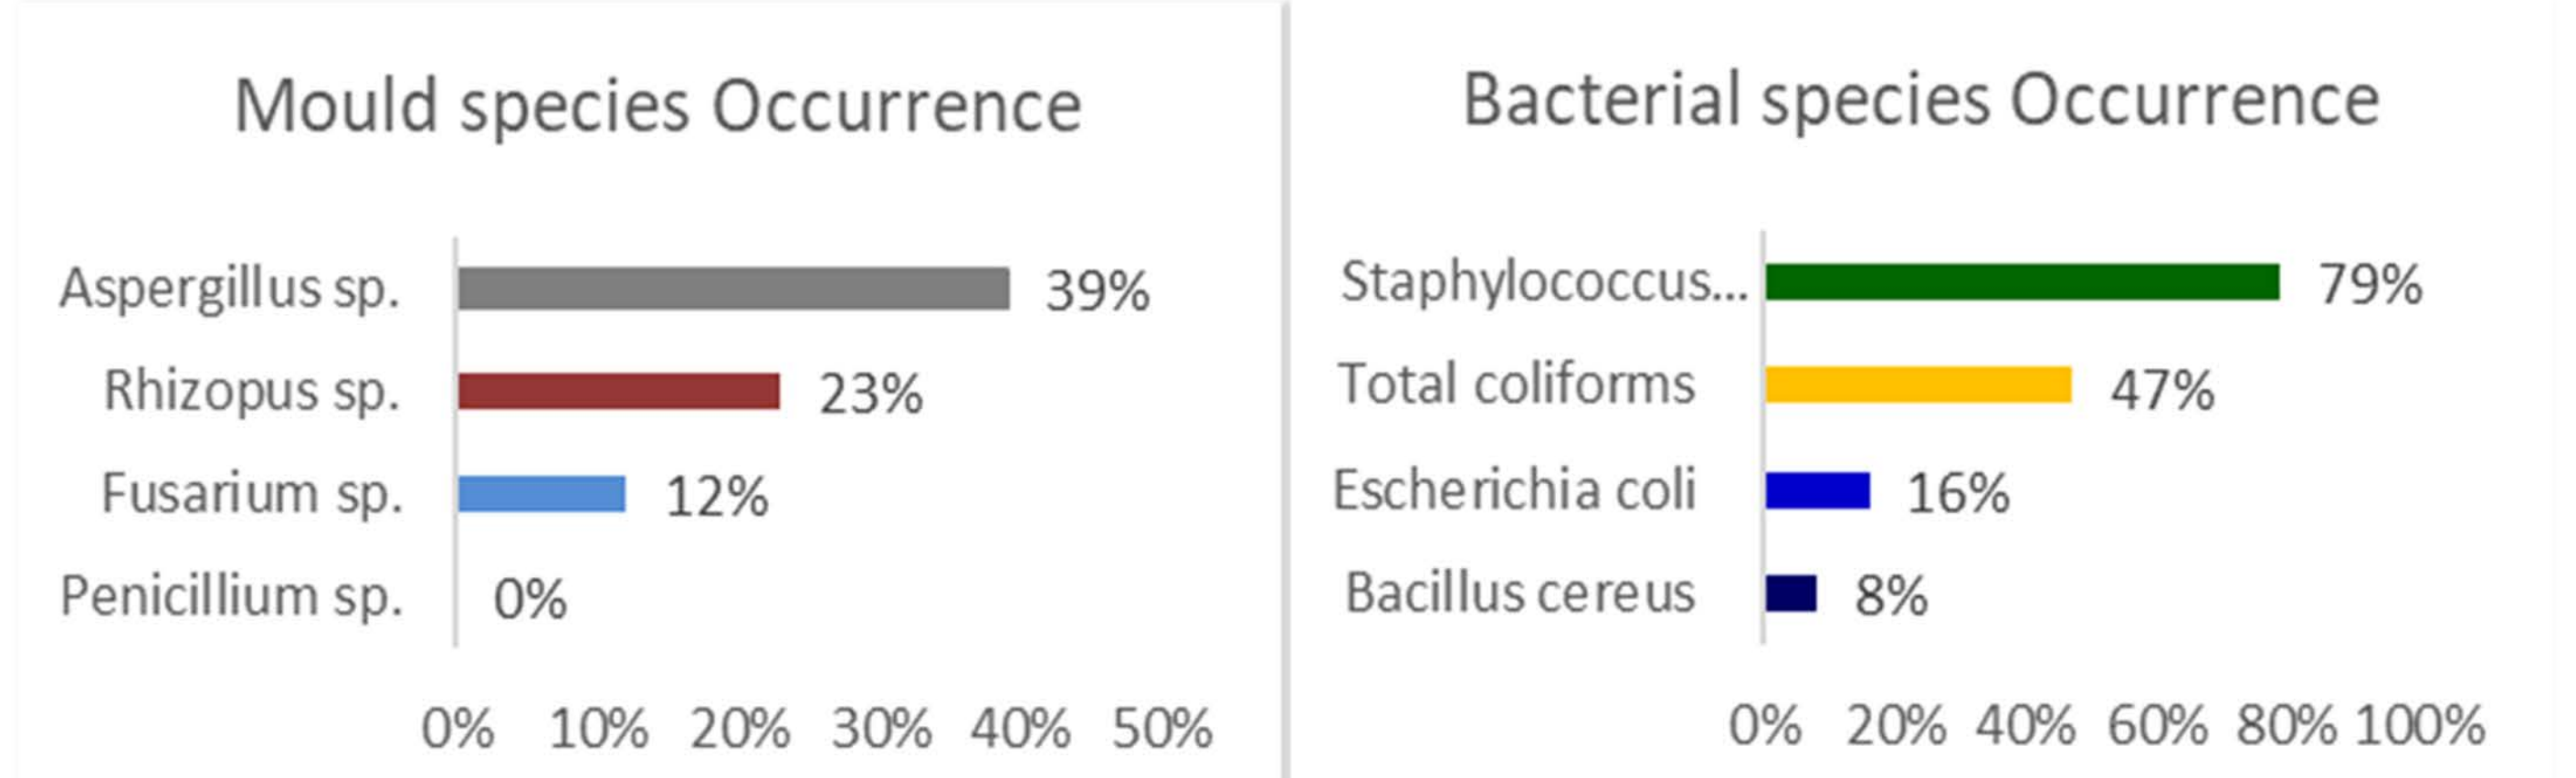 Mould species Occurrence
Aspergillus sp.
39%
Rhizopus sp.
23%
Fusarium sp.
12%
Penicillium sp.
0%
0% 10% 20% 30% 40% 50%
Bacterial species Occurrence
Staphylococcus...
79%
Total coliforms
47%
Escherichia coli
16%
Bacillus cereus
8%
0% 20% 40% 60% 80% 100%